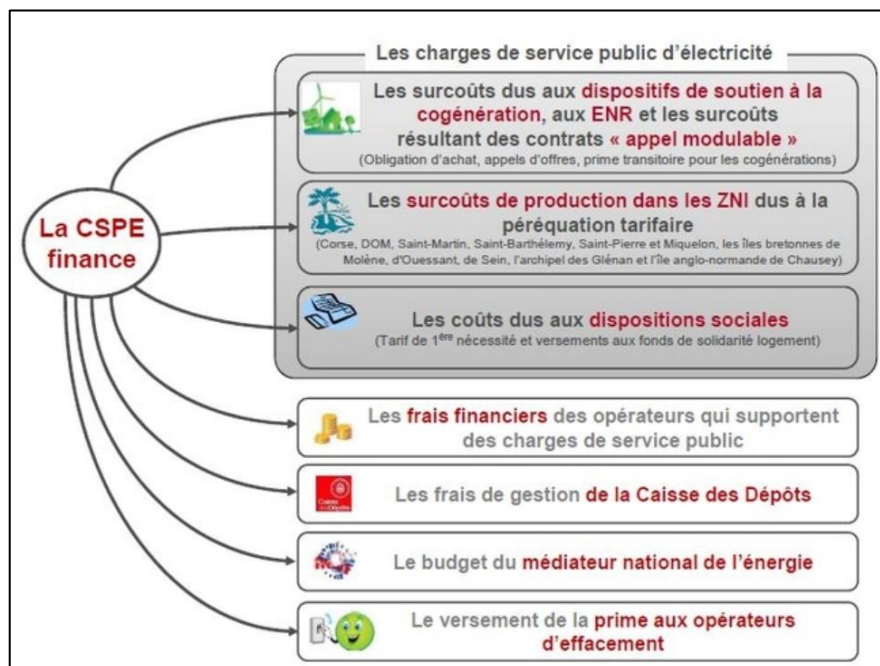 Les charges de service public d'électricité
Les surcoûts dus aux dispositifs de soutien à la
cogénération, aux ENR et les surcoûts
résultant des contrats « appel modulable »
(Obligation d'achat, appels d'offres, prime transitoire pour les cogénérations)
La CSPE
finance
Les surcoûts de production dans les ZNI dus à la
péréquation tarifaire
(Corse, DOM, Saint-Martin, Saint-Barthélemy, Saint-Pierre et Miquelon, les îles bretonnes de
Molène, d'Ouessant, de Sein, l'archipel des Glénan et l'île anglo-normande de Chausey)
Les coûts dus aux dispositions sociales
(Tarif de 1ère nécessité et versements aux fonds de solidarité logement)
Les frais financiers des opérateurs qui supportent
des charges de service public
Caisse
des Dépôts
Les frais de gestion de la Caisse des Dépôts
Le budget du médiateur national de l'énergie
Le versement de la prime aux opérateurs
d'effacement